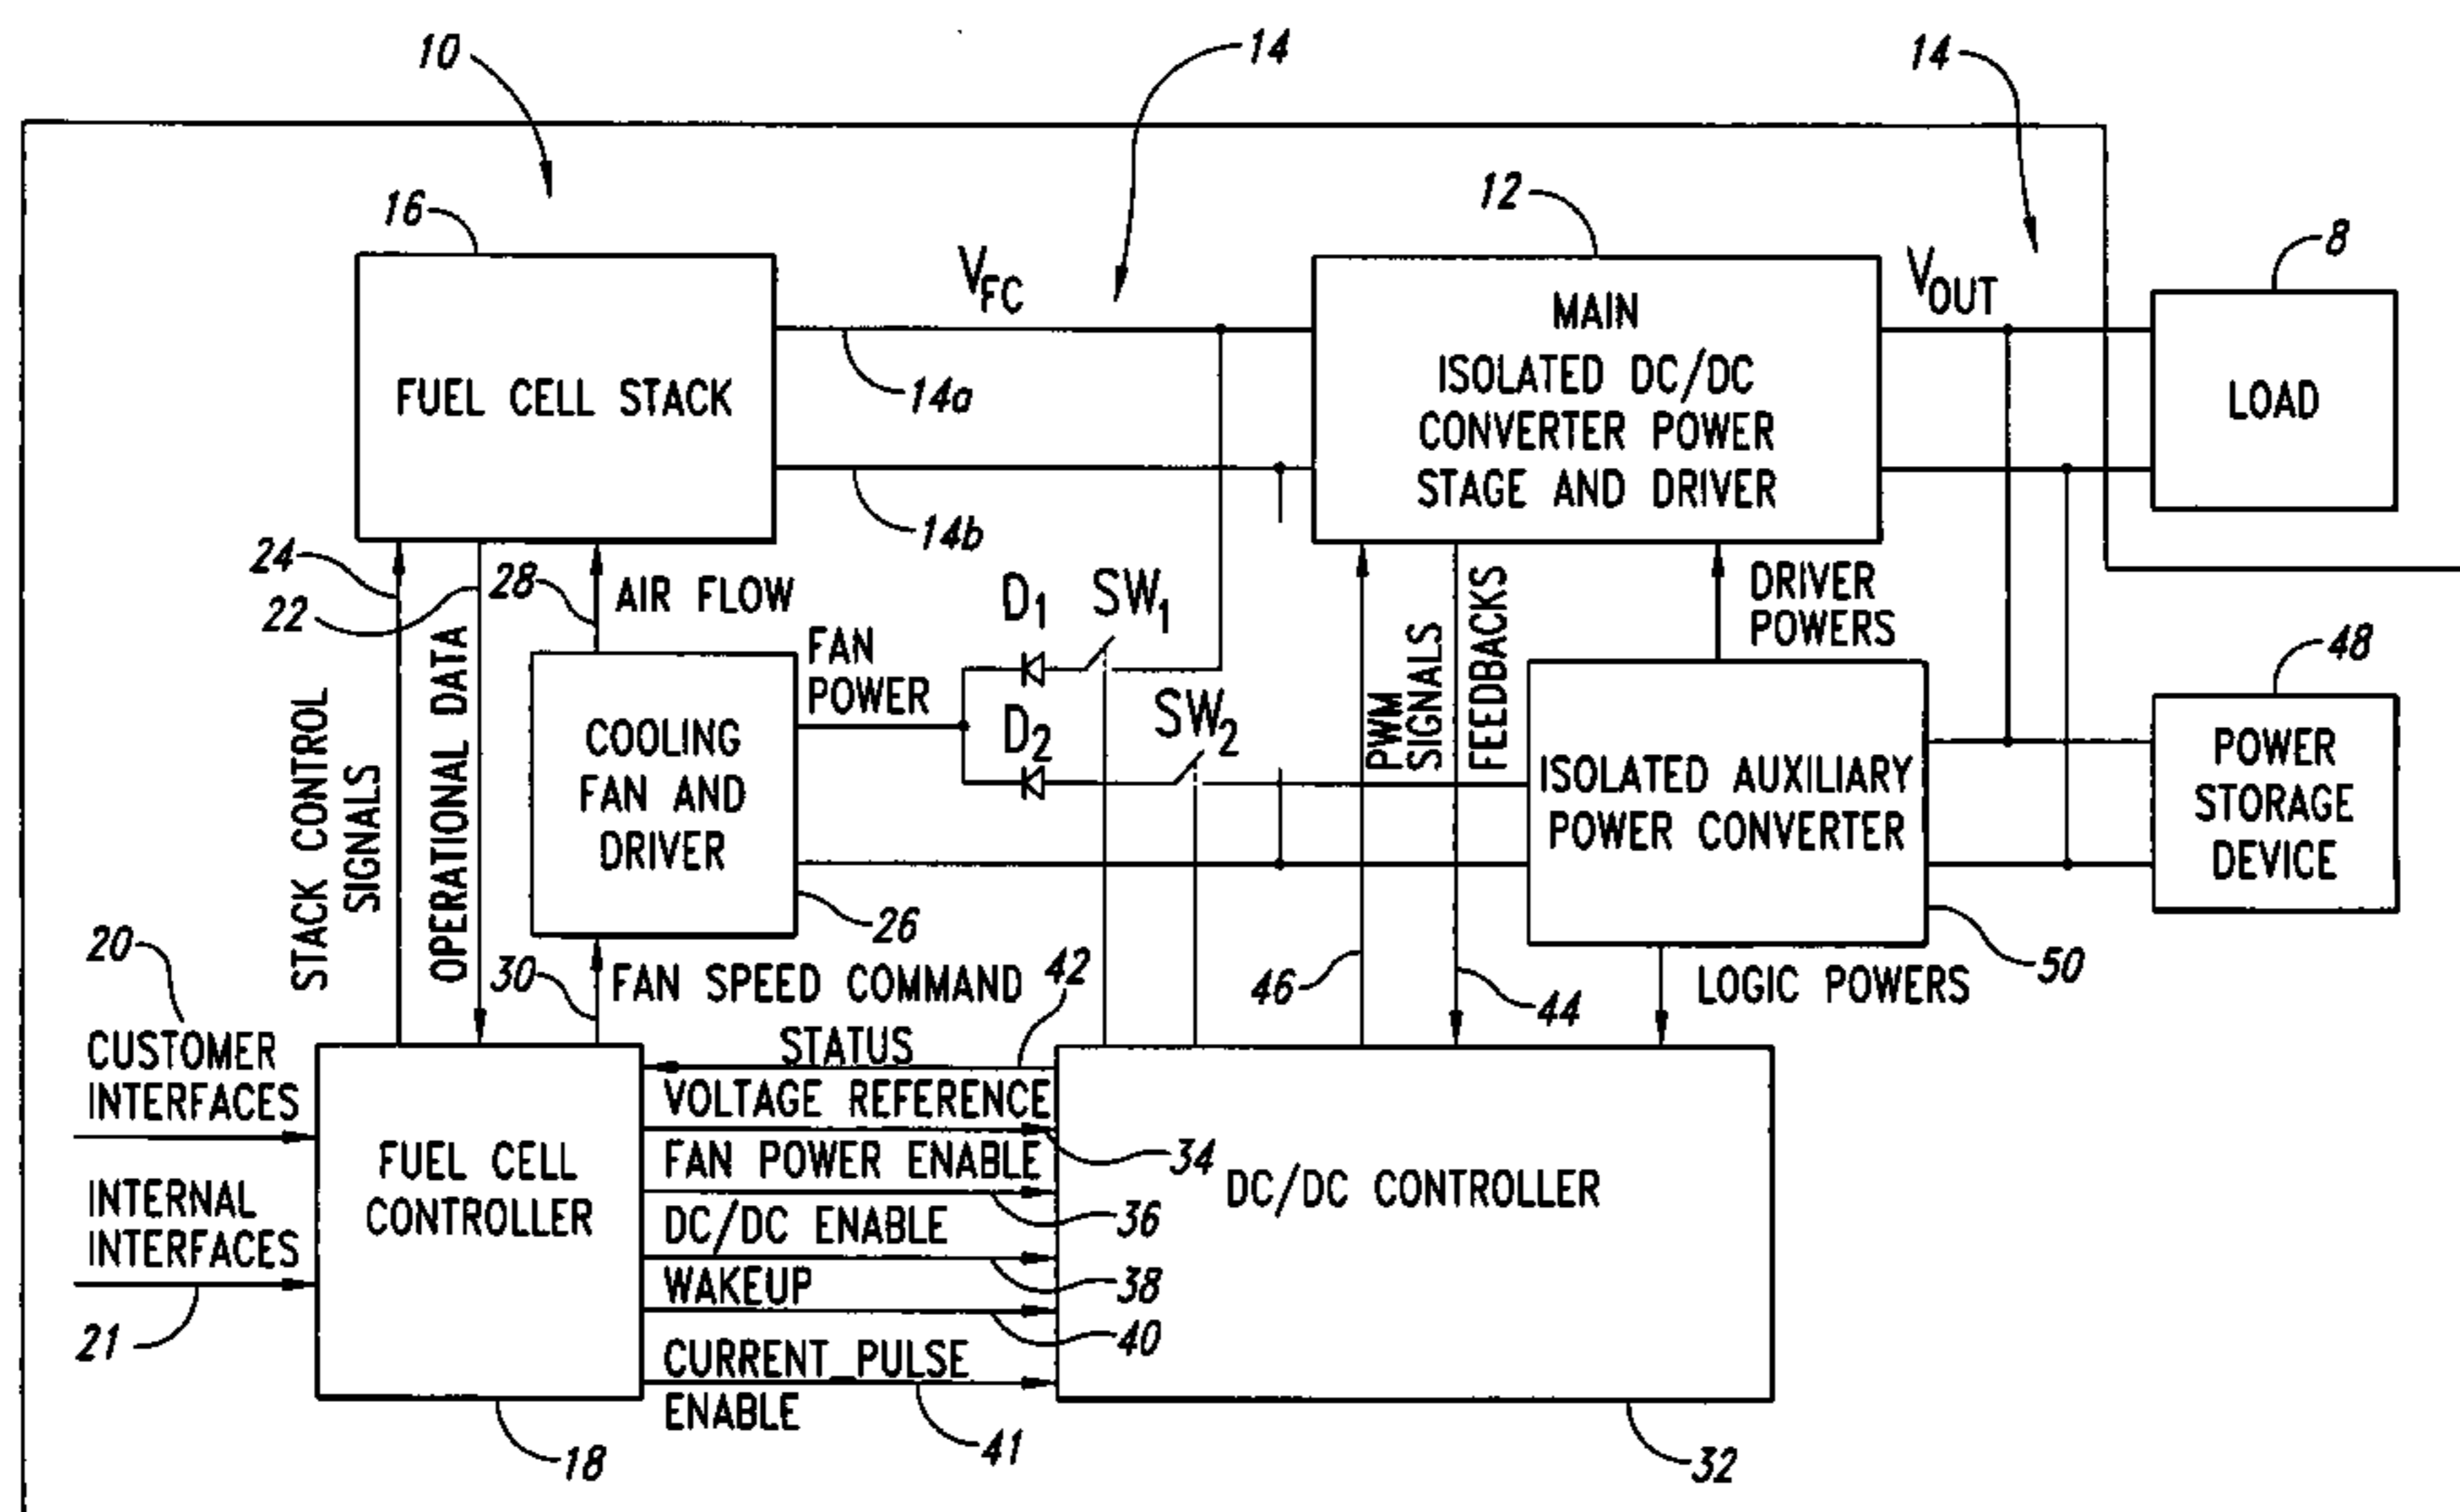 10
14
14
16
12
8
V_FC
V_OUT
FUEL CELL STACK
14a
14b
MAIN
ISOLATED DC/DC
CONVERTER POWER
STAGE AND DRIVER
LOAD
24
22
28
AIR FLOW
STACK CONTROL
SIGNALS
OPERATIONAL DATA
FAN
POWER
D1
SW1
D2
SW2
PWM
SIGNALS
FEEDBACKS
DRIVER
POWERS
48
COOLING
FAN AND
DRIVER
26
ISOLATED AUXILIARY
POWER CONVERTER
50
POWER
STORAGE
DEVICE
30
FAN SPEED COMMAND
42
46
44
LOGIC POWERS
20
CUSTOMER
INTERFACES
INTERNAL
INTERFACES
21
FUEL CELL
CONTROLLER
18
STATUS
VOLTAGE REFERENCE
34
FAN POWER ENABLE
36
DC/DC ENABLE
38
WAKEUP
40
CURRENT_PULSE
ENABLE
41
DC/DC CONTROLLER
32